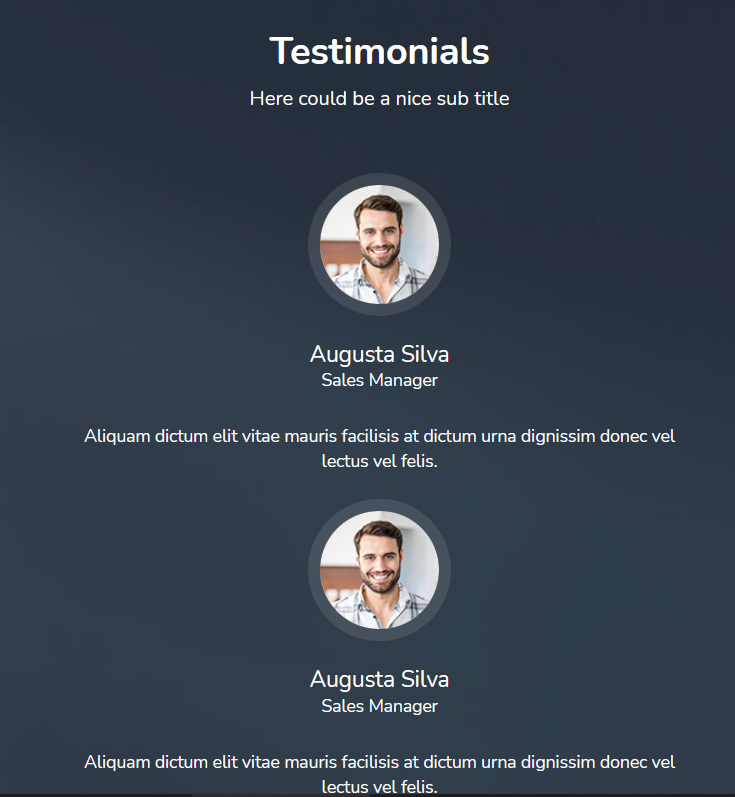 Testimonials
Here could be a nice sub title
Augusta Silva
Sales Manager
Aliquam dictum elit vitae mauris facilisis at dictum urna dignissim donec vel
lectus vel felis.
Augusta Silva
Sales Manager
Aliquam dictum elit vitae mauris facilisis at dictum urna dignissim donec vel
lectus vel felis.